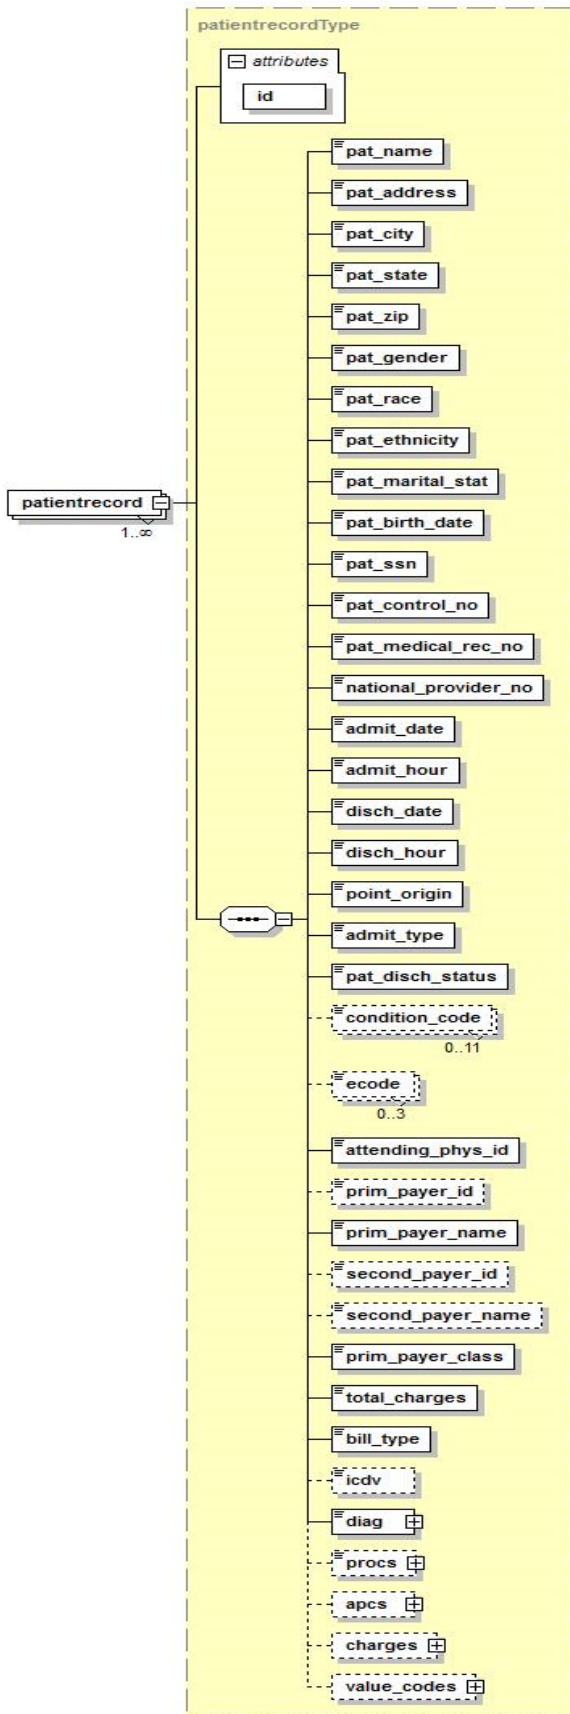 patientrecordType
attributes
id
pat_name
pat_address
pat_city
pat_state
pat_zip
pat_gender
pat_race
pat_ethnicity
pat_marital_stat
patientrecord
1..∞
pat_birth_date
pat_ssn
pat_control_no
pat_medical_rec_no
national_provider_no
admit_date
admit_hour
disch_date
disch_hour
point_origin
admit_type
pat_disch_status
condition_code
0..11
ecode
0..3
attending_phys_id
prim_payer_id
prim_payer_name
second_payer_id
second_payer_name
prim_payer_class
total_charges
bill_type
icdv
diag
procs
apcs
charges
value_codes